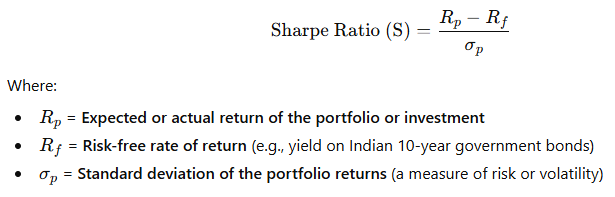 Sharpe Ratio (S) = \frac{R_p - R_f}{\sigma_p}
Where:
• R_p = Expected or actual return of the portfolio or investment
• R_f = Risk-free rate of return (e.g., yield on Indian 10-year government bonds)
• σ_p = Standard deviation of the portfolio returns (a measure of risk or volatility)